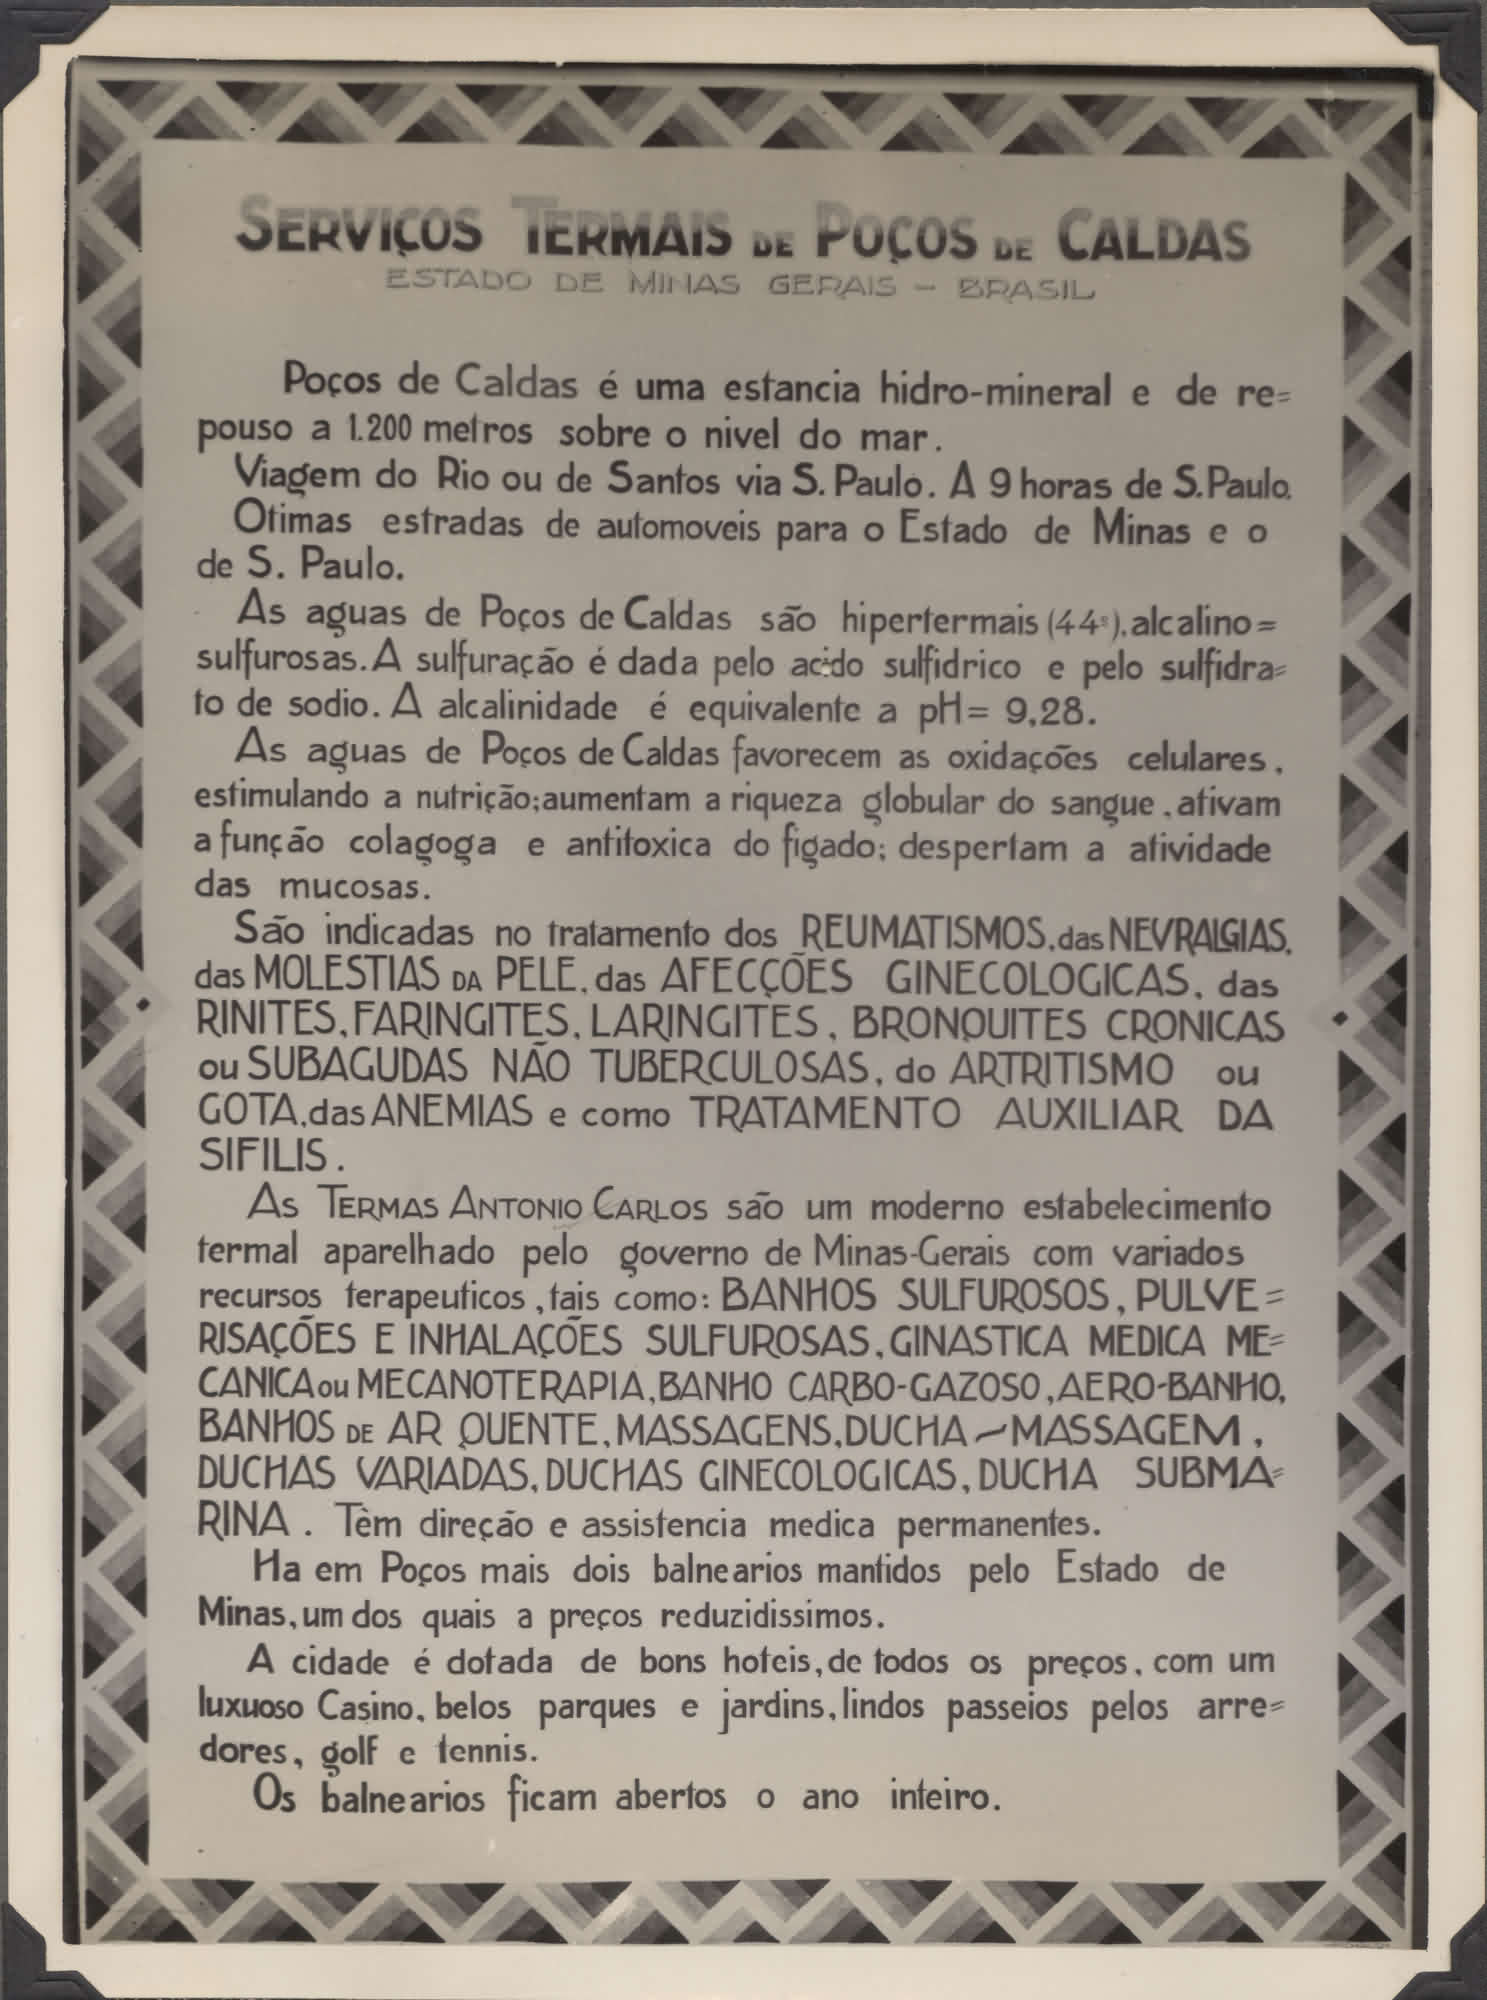 SERVIÇOS TERMAIS DE POÇOS DE CALDAS
ESTADO DE MINAS GERAIS - BRASIL
Poços de Caldas é uma estancia hidro-mineral e de re=
pouso a 1.200 metros sobre o nivel do mar.
Viagem do Rio ou de Santos via S. Paulo. A 9 horas de S. Paulo.
Otimas estradas de automoveis para o Estado de Minas e o
de S. Paulo.
As aguas de Poços de Caldas são hipertermais (44º), alcalino=
sulfurosas. A sulfuração é dada pelo acido sulfidrico e pelo sulfidra=
to de sodio. A alcalinidade é equivalente a pH= 9,28.
As aguas de Poços de Caldas favorecem as oxidações celulares,
estimulando a nutrição; aumentam a riqueza globular do sangue, ativam
a função colagoga e antitoxica do figado; despertam a atividade
das mucosas.
São indicadas no tratamento dos REUMATISMOS, das NEVRALGIAS,
das MOLESTIAS DA PELE, das AFECÇÕES GINECOLOGICAS, das
RINITES, FARINGITES, LARINGITES, BRONQUITES CRONICAS
ou SUBAGUDAS NÃO TUBERCULOSAS, do ARTRITISMO ou
GOTA, das ANEMIAS e como TRATAMENTO AUXILIAR DA
SIFILIS.
As TERMAS ANTONIO CARLOS são um moderno estabelecimento
termal aparelhado pelo governo de Minas-Gerais com variados
recursos terapeuticos, tais como: BANHOS SULFUROSOS, PULVE=
RISAÇÕES E INHALAÇÕES SULFUROSAS, GINASTICA MEDICA ME=
CANICA ou MECANOTERAPIA, BANHO CARBO-GAZOSO, AERO-BANHO,
BANHOS DE AR QUENTE, MASSAGENS, DUCHA-MASSAGEM,
DUCHAS VARIADAS, DUCHAS GINECOLOGICAS, DUCHA SUBMA=
RINA. Tèm direção e assistencia medica permanentes.
Ha em Poços mais dois balnearios mantidos pelo Estado de
Minas, um dos quais a preços reduzidissimos.
A cidade é dotada de bons hoteis, de todos os preços, com um
luxuoso Casino, belos parques e jardins, lindos passeios pelos arre=
dores, golf e tennis.
Os balnearios ficam abertos o ano inteiro.